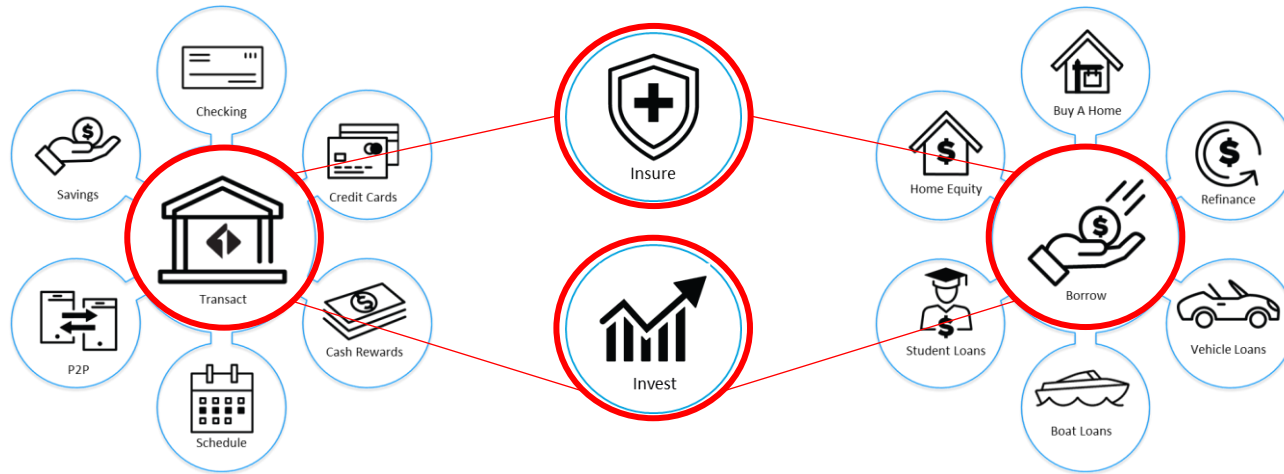 Checking
Savings
Credit Cards
Transact
P2P
Cash Rewards
Schedule
Insure
Invest
Buy A Home
Home Equity
Refinance
Borrow
Student Loans
Vehicle Loans
Boat Loans